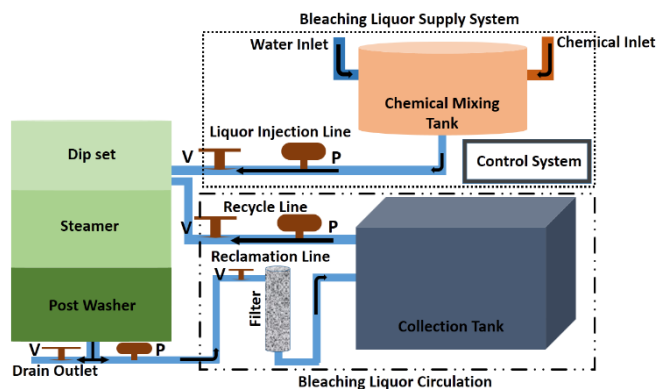 Bleaching Liquor Supply System
Water Inlet
Chemical Inlet
Chemical Mixing
Tank
Liquor Injection Line
V
P
Control System
Dip set
Steamer
Post Washer
Recycle Line
V
P
Reclamation Line
V
Filter
Collection Tank
V
P
Drain Outlet
Bleaching Liquor Circulation